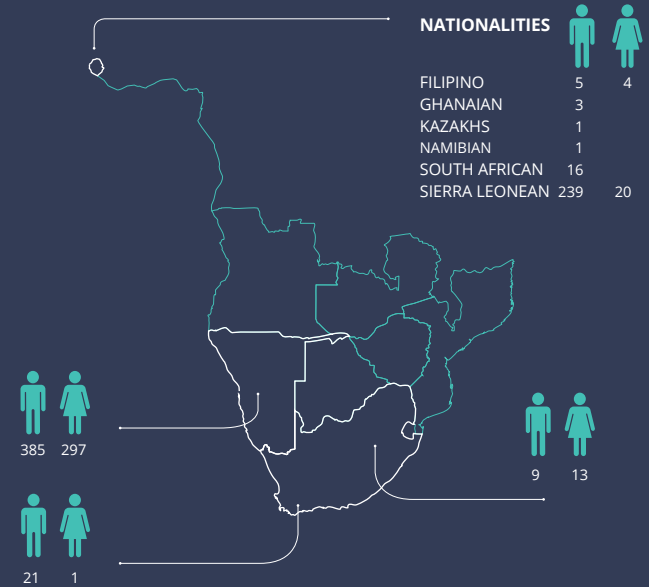 NATIONALITIES
FILIPINO 5 4
GHANAIAN 3
KAZAKHS 1
NAMIBIAN 1
SOUTH AFRICAN 16
SIERRA LEONEAN 239 20
385 297
9 13
21 1